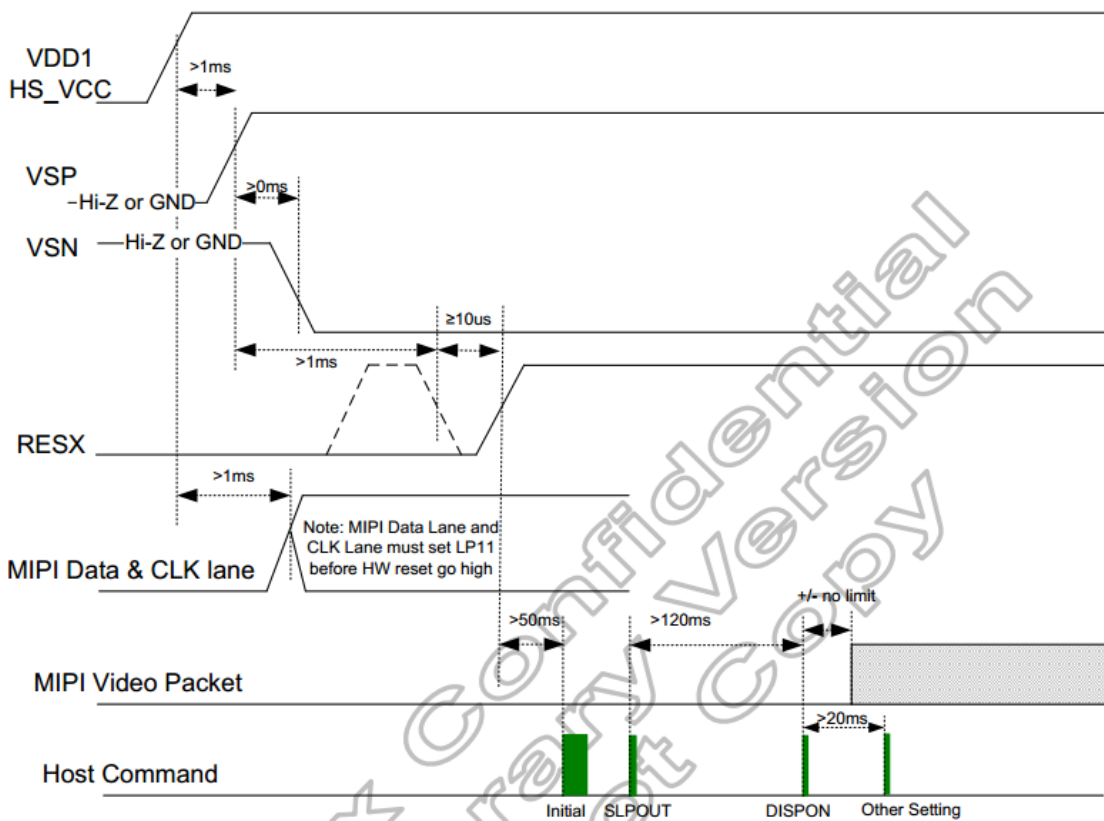 VDD1
HS_VCC
>1ms
VSP
Hi-Z or GND
>0ms
VSN
Hi-Z or GND
≥10us
>1ms
RESX
>1ms
MIPI Data & CLK lane
Note: MIPI Data Lane and
CLK Lane must set LP11
before HW reset go high
+/- no limit
>50ms
>120ms
MIPI Video Packet
>20ms
Host Command
Initial
SLPOUT
DISPON
Other Setting
Confidential
Version
Copy